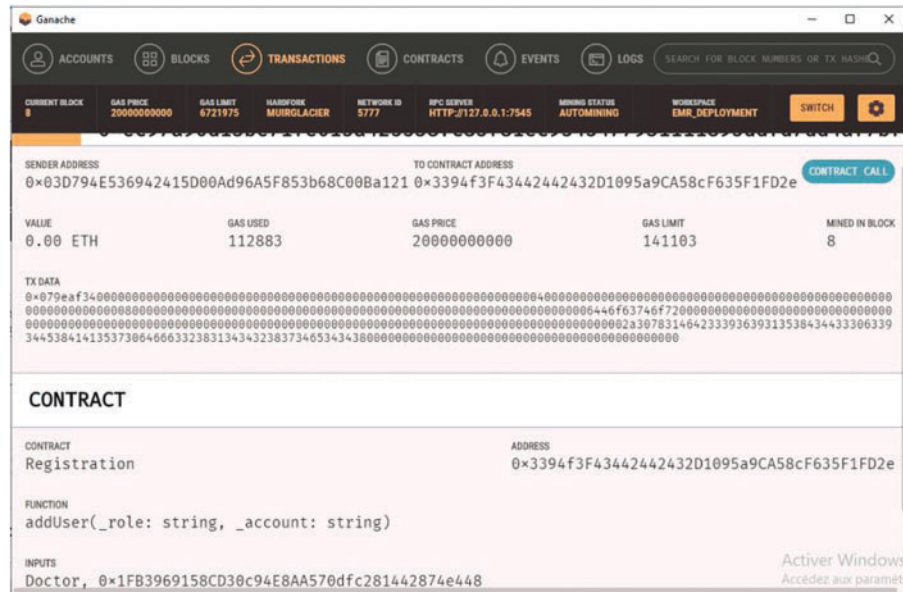 Ganache
ACCOUNTS BLOCKS TRANSACTIONS CONTRACTS EVENTS LOGS SEARCH FOR BLOCK NUMBERS OR TX HASHES
CURRENT BLOCK GAS PRICE GAS LIMIT HARDFORK NETWORK ID RPC SERVER MINING STATUS WORKSPACE SWITCH
8 20000000000 6721975 MUIRGLACIER 5777 HTTP://127.0.0.1:7545 AUTOMINING EMR_DEPLOYMENT
SENDER ADDRESS TO CONTRACT ADDRESS CONTRACT CALL
0×03D794E536942415D00Ad96A5F853b68C00Ba121 0×3394f3F43442442432D1095a9CA58cF635F1FD2e
VALUE GAS USED GAS PRICE GAS LIMIT MINED IN BLOCK
0.00 ETH 112883 20000000000 141103 8
TX DATA
CONTRACT
CONTRACT ADDRESS
Registration 0×3394f3F43442442432D1095a9CA58cF635F1FD2e
FUNCTION
addUser(_role: string, _account: string)
INPUTS
Doctor, 0×1FB3969158CD30c94E8AA570dfc281442874e448
Activer Windows
Accédez aux paramèt